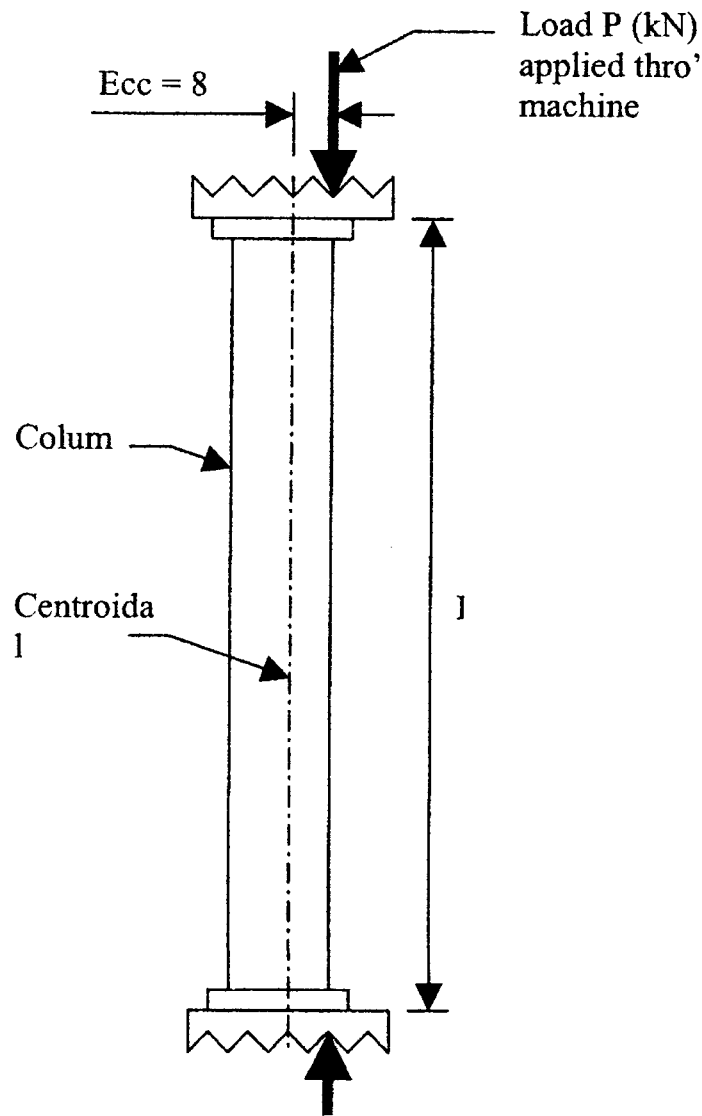 Load P (kN)
applied thro'
machine
Ecc = 8
Colum
Centroida
l
l